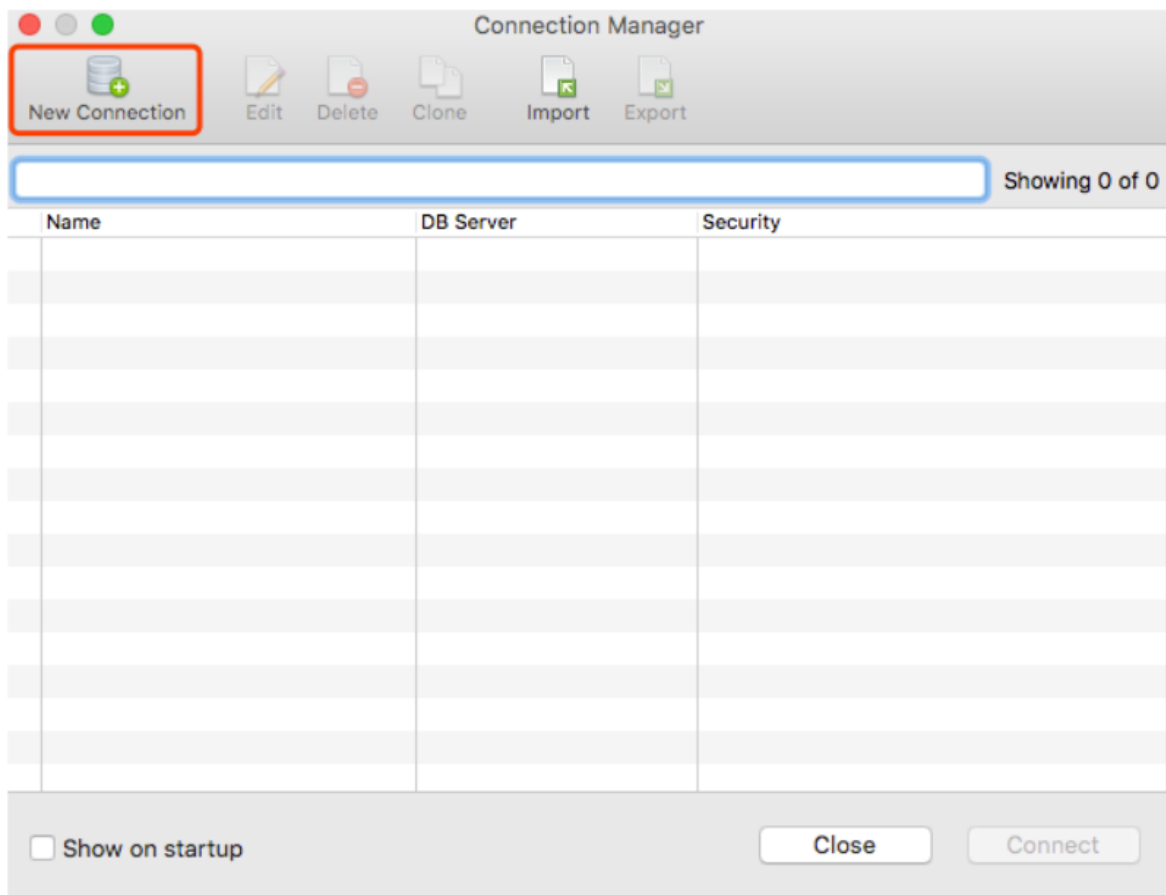 Connection Manager
New Connection Edit Delete Clone Import Export
Showing 0 of 0
Name DB Server Security
Show on startup Close Connect